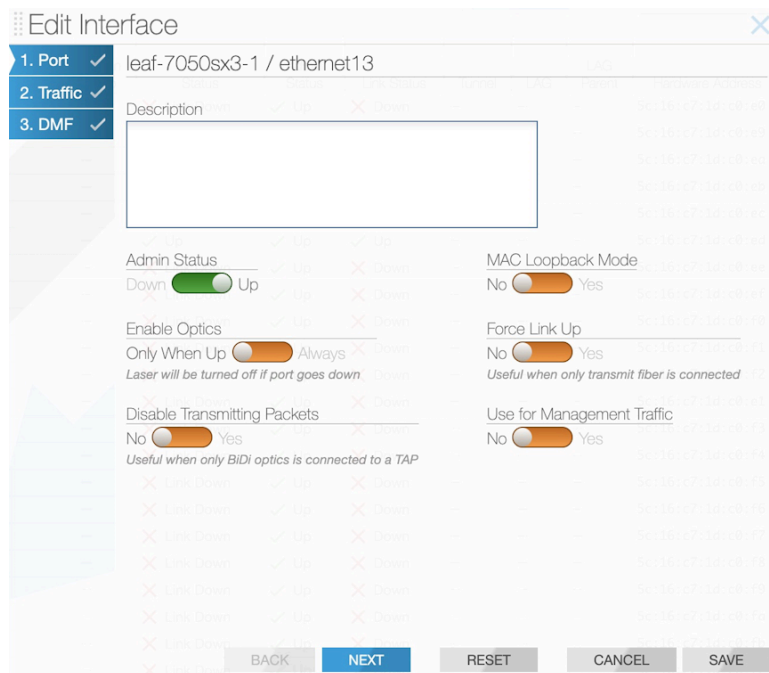 Edit Interface
1. Port
2. Traffic
3. DMF
leaf-7050sx3-1 / ethernet13
Description
Admin Status
Down Up
MAC Loopback Mode
No Yes
Enable Optics
Only When Up Always
Laser will be turned off if port goes down
Force Link Up
No Yes
Useful when only transmit fiber is connected
Disable Transmitting Packets
No Yes
Useful when only BiDi optics is connected to a TAP
Use for Management Traffic
No Yes
BACK NEXT RESET CANCEL SAVE